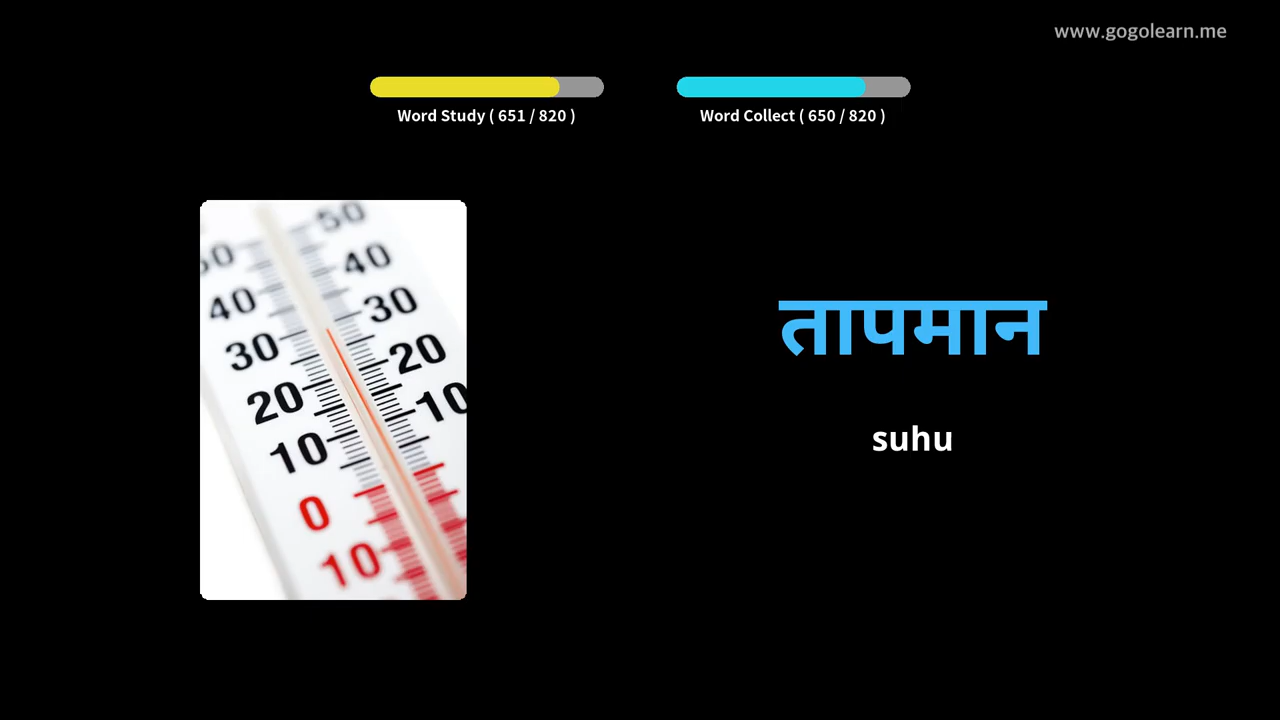 www.gogolearn.me
Word Study ( 651 / 820 )
Word Collect ( 650 / 820 )
50
40
40
30
30
20
20
10
10
0
10
तापमान
suhu